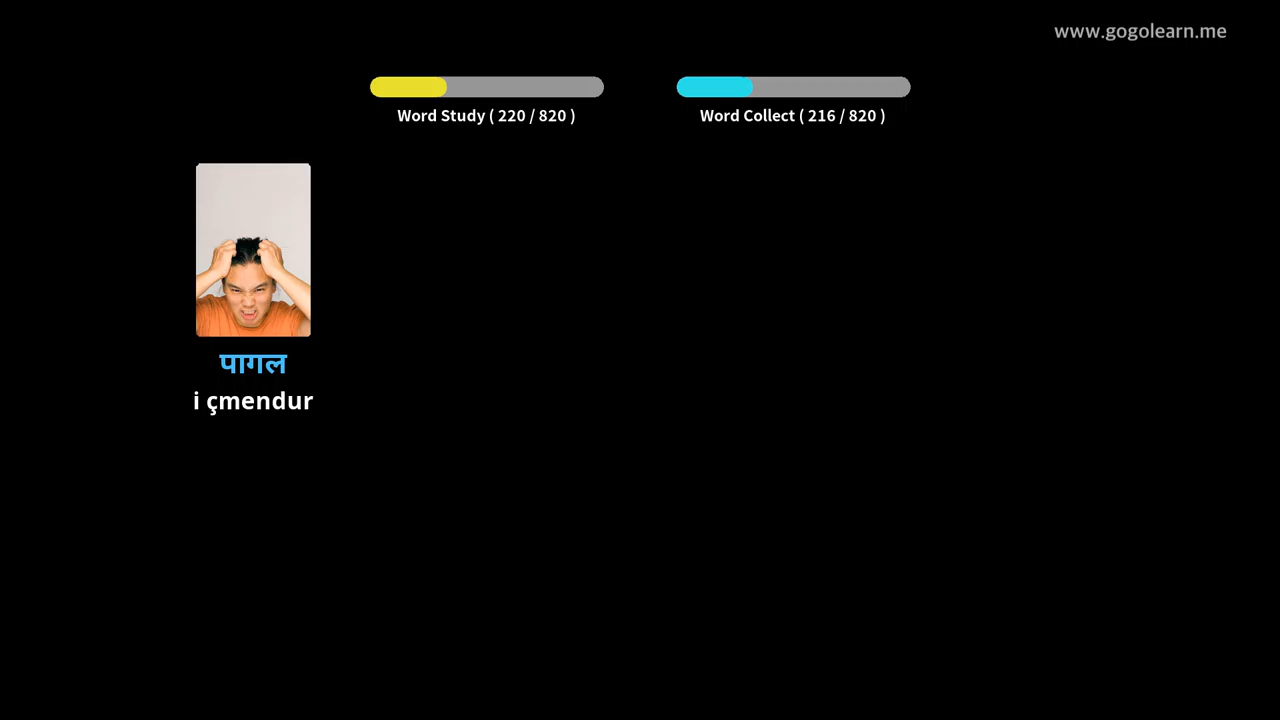 www.gogolearn.me
Word Study ( 220 / 820 )
Word Collect ( 216 / 820 )
पागल
i çmendur